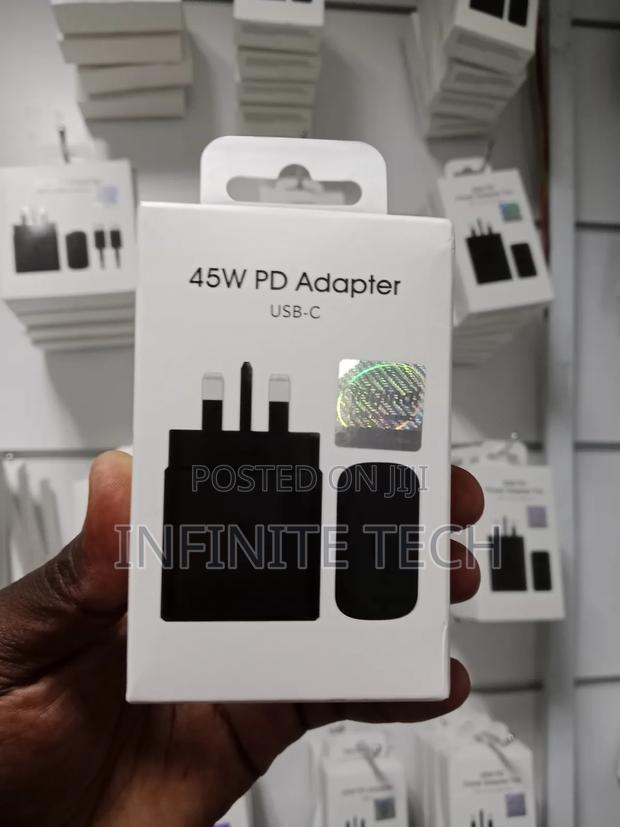 45W PD Adapter
USB-C
POSTED ON JIJI
INFINITE TECH